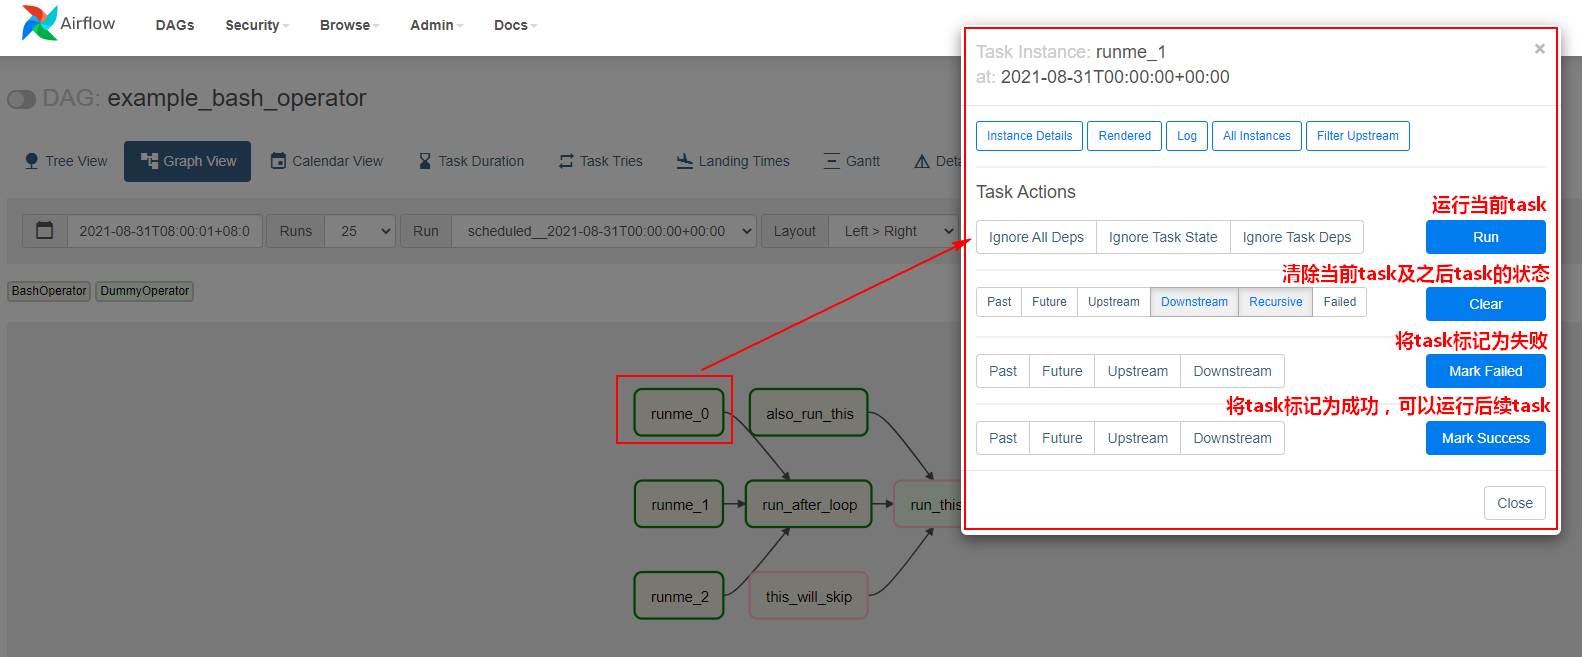 Airflow DAGs Security Browse Admin Docs
DAG: example_bash_operator
Tree View Graph View Calendar View Task Duration Task Tries Landing Times Gantt Deta
2021-08-31T08:00:01+08:0 Runs 25 Run scheduled__2021-08-31T00:00:00+00:00 Layout Left > Right
BashOperator DummyOperator
runme_0 also_run_this
runme_1 run_after_loop run_this
runme_2 this_will_skip
Task Instance: runme_1 ×
at: 2021-08-31T00:00:00+00:00
Instance Details Rendered Log All Instances Filter Upstream
Task Actions
运行当前task
Ignore All Deps Ignore Task State Ignore Task Deps Run
清除当前task及之后task的状态
Past Future Upstream Downstream Recursive Failed Clear
将task标记为失败
Past Future Upstream Downstream Mark Failed
将task标记为成功，可以运行后续task
Past Future Upstream Downstream Mark Success
Close